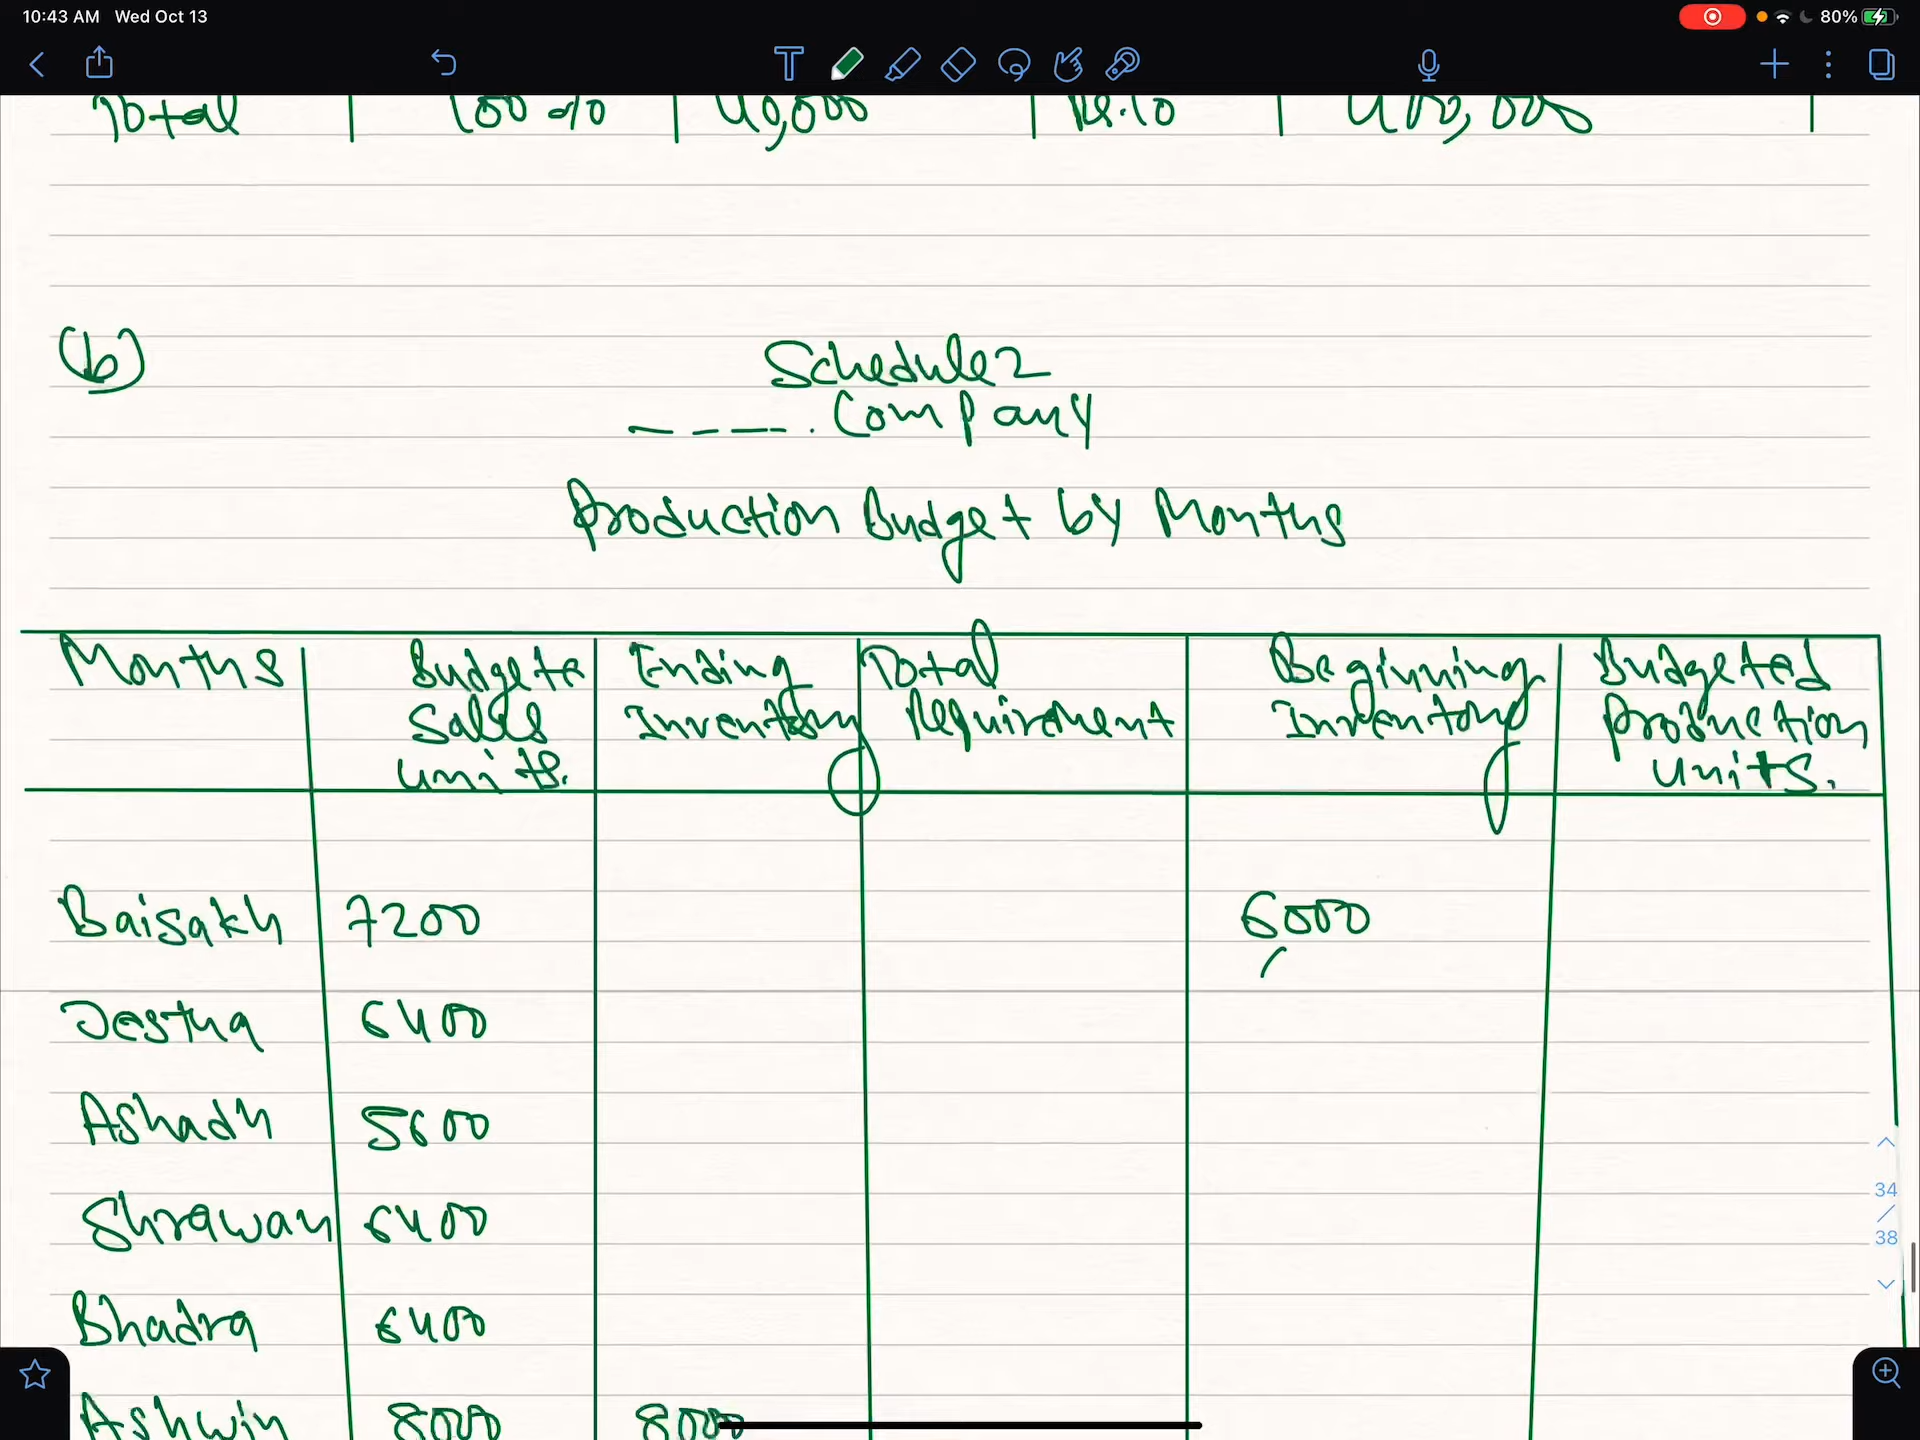 10:43 AM Wed Oct 13
80%
Total 100 % 40,000 Rs.10 400,000
(b)
Schedule 2
----. Company
Production Budget by Months
Months Budgete Sales units. Ending Inventory Total Requirement Beginning Inventory Budgeted Production Units.
Baisakh 7200 6000
Jestha 6400
Ashadh 5600
Shrawan 6400
34
/
38
Bhadra 6400
Ashwin 8000 8000